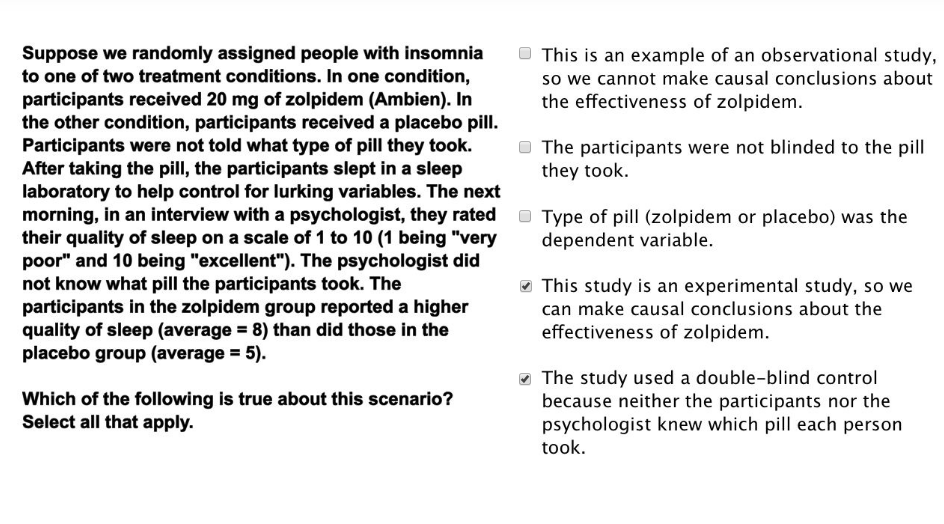 Suppose we randomly assigned people with insomnia
to one of two treatment conditions. In one condition,
participants received 20 mg of zolpidem (Ambien). In
the other condition, participants received a placebo pill.
Participants were not told what type of pill they took.
After taking the pill, the participants slept in a sleep
laboratory to help control for lurking variables. The next
morning, in an interview with a psychologist, they rated
their quality of sleep on a scale of 1 to 10 (1 being "very
poor" and 10 being "excellent"). The psychologist did
not know what pill the participants took. The
participants in the zolpidem group reported a higher
quality of sleep (average = 8) than did those in the
placebo group (average = 5).
Which of the following is true about this scenario?
Select all that apply.
This is an example of an observational study,
so we cannot make causal conclusions about
the effectiveness of zolpidem.
The participants were not blinded to the pill
they took.
Type of pill (zolpidem or placebo) was the
dependent variable.
This study is an experimental study, so we
can make causal conclusions about the
effectiveness of zolpidem.
The study used a double-blind control
because neither the participants nor the
psychologist knew which pill each person
took.